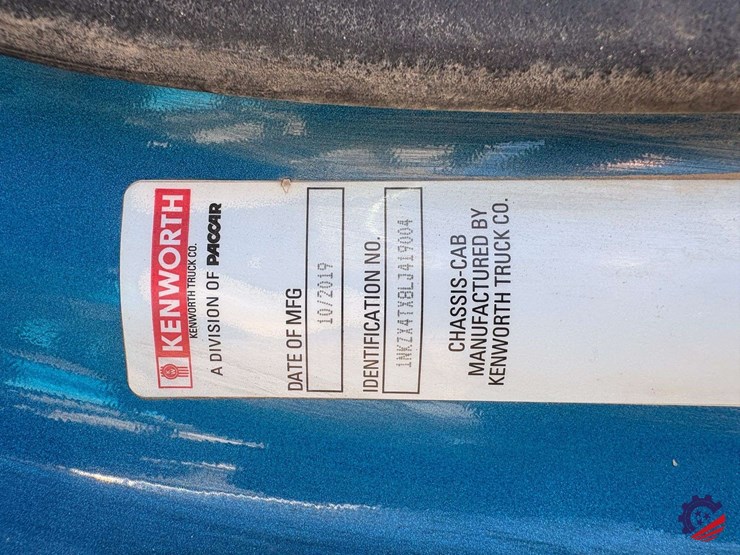 KENWORTH
KENWORTH TRUCK CO.
A DIVISION OF PACCAR
DATE OF MFG
10/2019
IDENTIFICATION NO.
1NKZX4TX8LJ419004
CHASSIS-CAB
MANUFACTURED BY
KENWORTH TRUCK CO.